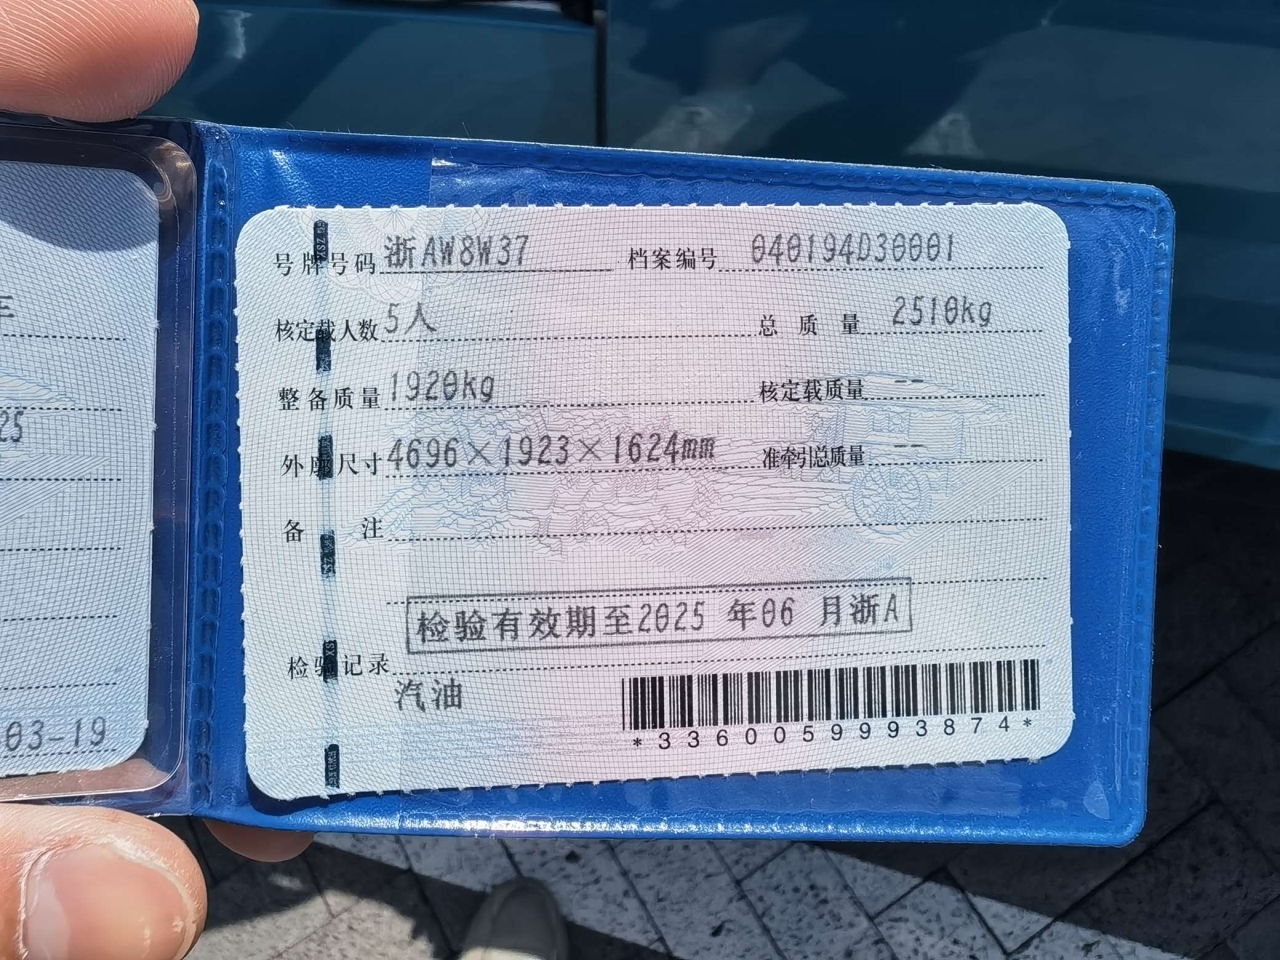 号牌号码 浙AW8W37 档案编号 040194D30001
核定载人数 5人 总质量 2510kg
整备质量 1920kg 核定载质量 --
外廓尺寸 4696×1923×1624mm 准牵引总质量 --
备注
检验有效期至2025 年06 月浙A
检验记录
汽油
*3360059993874*
25
03-19